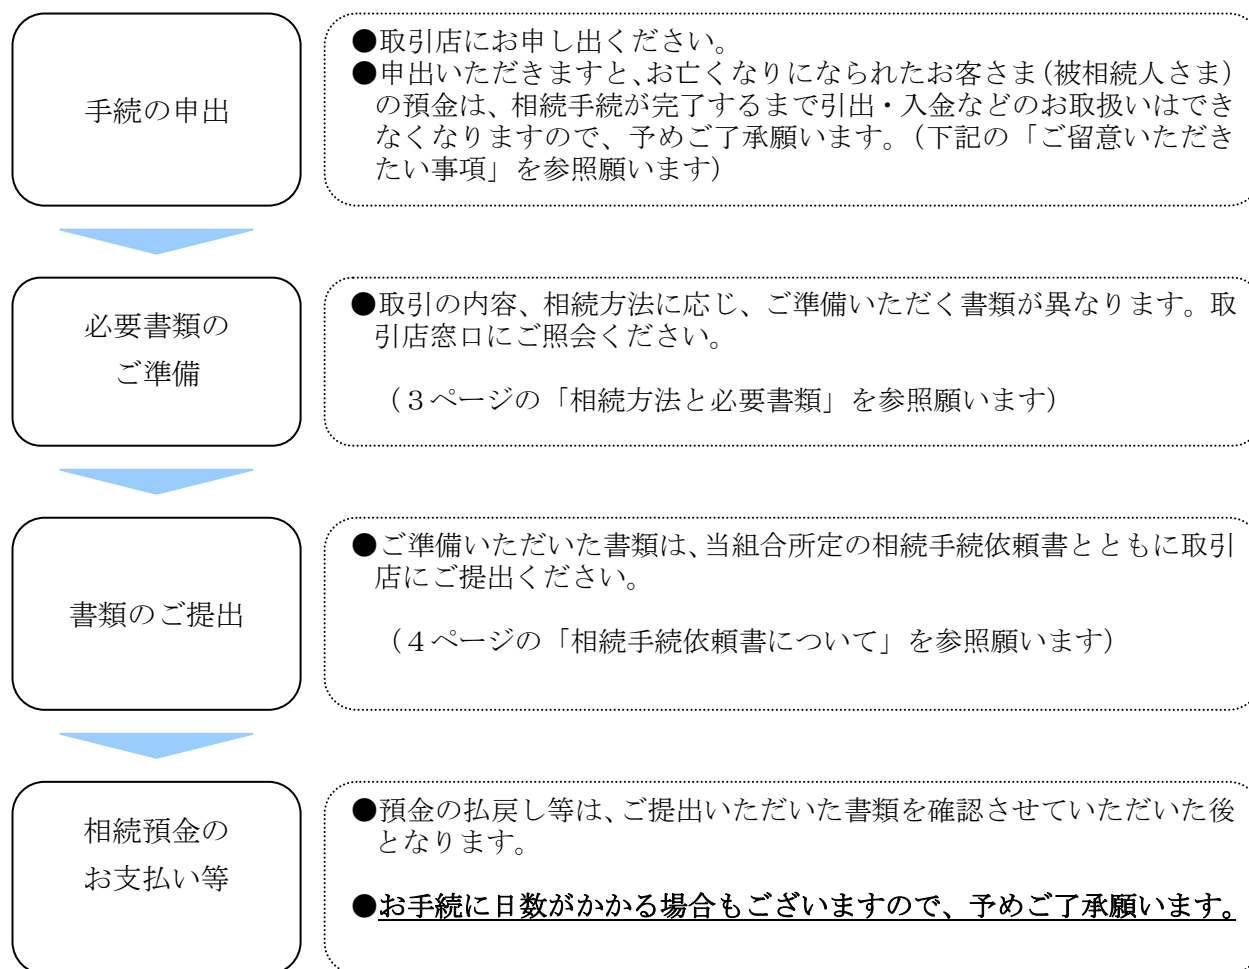 手続の申出
●取引店にお申し出ください。
●申出いただきますと、お亡くなりになられたお客さま(被相続人さま)
の預金は、相続手続が完了するまで引出・入金などのお取扱いはでき
なくなりますので、予めご了承願います。(下記の「ご留意いただき
たい事項」を参照願います)
必要書類の
ご準備
●取引の内容、相続方法に応じ、ご準備いただく書類が異なります。取
引店窓口にご照会ください。
(3ページの「相続方法と必要書類」を参照願います)
書類のご提出
●ご準備いただいた書類は、当組合所定の相続手続依頼書とともに取引
店にご提出ください。
(4ページの「相続手続依頼書について」を参照願います)
相続預金の
お支払い等
●預金の払戻し等は、ご提出いただいた書類を確認させていただいた後
となります。
●お手続に日数がかかる場合もございますので、予めご了承願います。